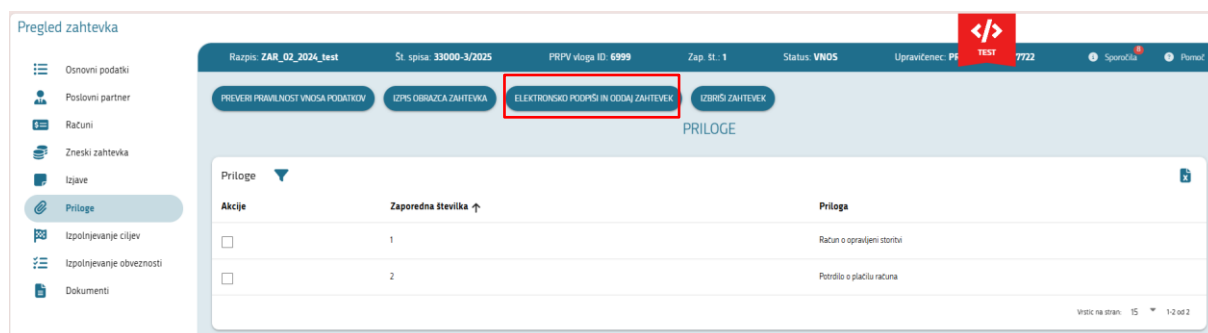 Pregled zahtevka
Osnovni podatki
Poslovni partner
Računi
Zneski zahtevka
Izjave
Priloge
Izpolnjevanje ciljev
Izpolnjevanje obveznosti
Dokumenti
Razpis: ZAR_02_2024_test Št. spisa: 33000-3/2025 PRPV vloga ID: 6999 Zap. št.: 1 Status: VNOS Upravičenec: 7722 Sporočila 8 Pomoč
</> TEST
PREVERI PRAVILNOST VNOSA PODATKOV IZPIS OBRAZCA ZAHTEVKA ELEKTRONSKO PODPIŠI IN ODDAJ ZAHTEVEK IZBRIŠI ZAHTEVEK
PRILOGE
Priloge
Akcije Zaporedna številka Priloga
1 Račun o opravljeni storitvi
2 Potrdilo o plačilu računa
Vrstic na stran: 15 1-2 od 2